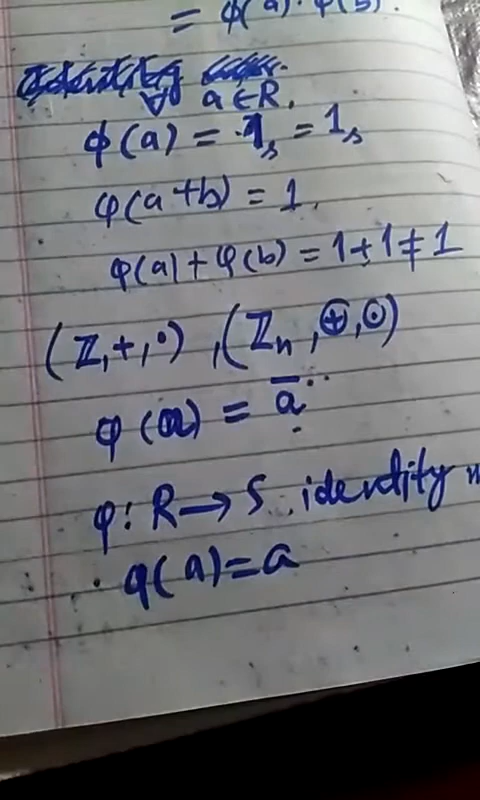 = φ(a)·φ(b).
∀ a ∈ R.
φ(a) = 1ₛ = 1ₛ
φ(a+b) = 1.
φ(a)+φ(b) = 1+1 ≠ 1
(ℤ,+,·), (ℤₙ,⊕,⊙)
φ(a) = a̅
φ: R → S. identity
φ(a) = a